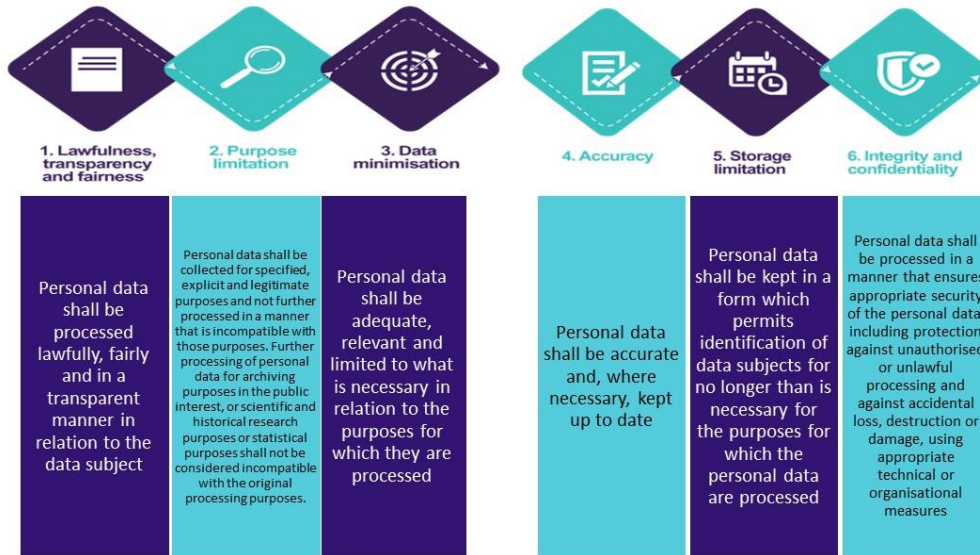 1. Lawfulness,
transparency
and fairness
2. Purpose
limitation
3. Data
minimisation
4. Accuracy
5. Storage
limitation
6. Integrity and
confidentiality
Personal data
shall be
processed
lawfully, fairly
and in a
transparent
manner in
relation to the
data subject
Personal data shall be
collected for specified,
explicit and legitimate
purposes and not further
processed in a manner
that is incompatible with
those purposes. Further
processing of personal
data for archiving
purposes in the public
interest, or scientific and
historical research
purposes or statistical
purposes shall not be
considered incompatible
with the original
processing purposes.
Personal data
shall be
adequate,
relevant and
limited to what
is necessary in
relation to the
purposes for
which they are
processed
Personal data
shall be accurate
and, where
necessary, kept
up to date
Personal data
shall be kept in a
form which
permits
identification of
data subjects for
no longer than is
necessary for
the purposes for
which the
personal data
are processed
Personal data shall
be processed in a
manner that ensures
appropriate security
of the personal data,
including protection
against unauthorised
or unlawful
processing and
against accidental
loss, destruction or
damage, using
appropriate
technical or
organisational
measures